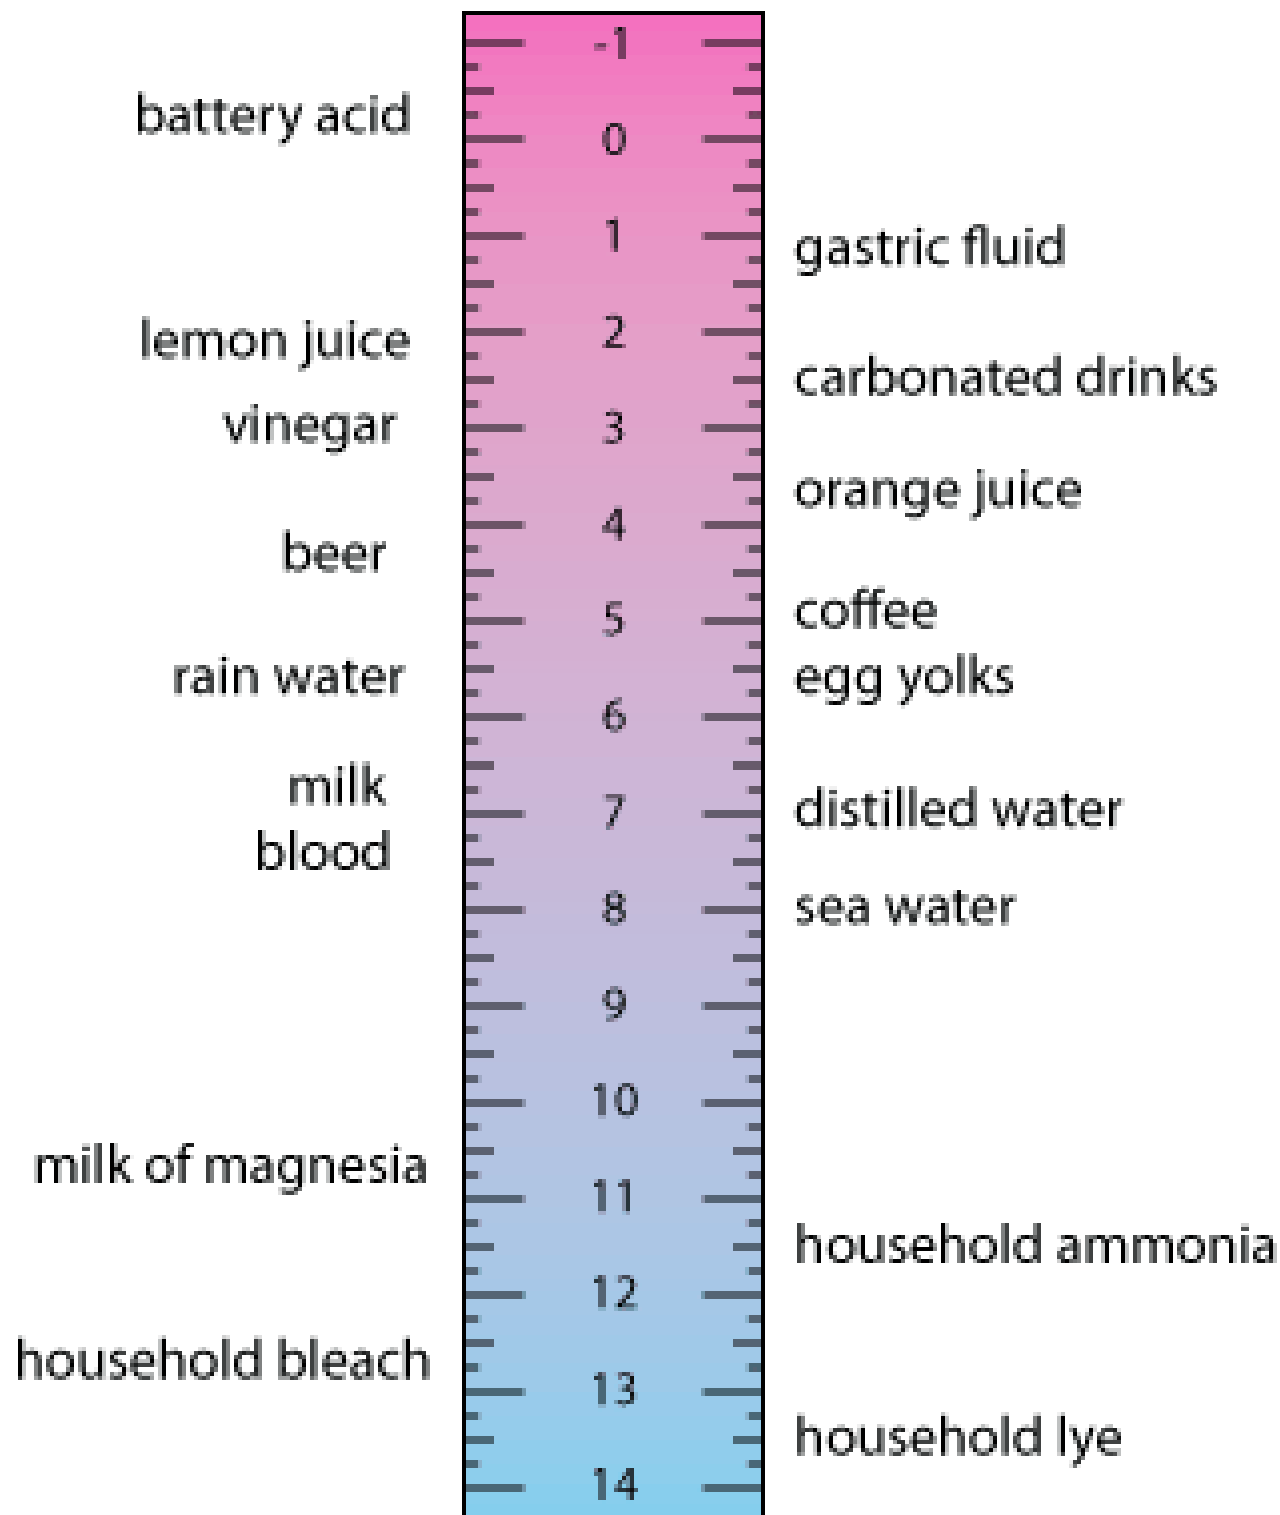 -1
battery acid
0
1
gastric fluid
2
lemon juice
carbonated drinks
vinegar
3
orange juice
4
beer
coffee
5
rain water
egg yolks
6
milk
distilled water
7
blood
sea water
8
9
10
milk of magnesia
11
household ammonia
12
household bleach
13
household lye
14